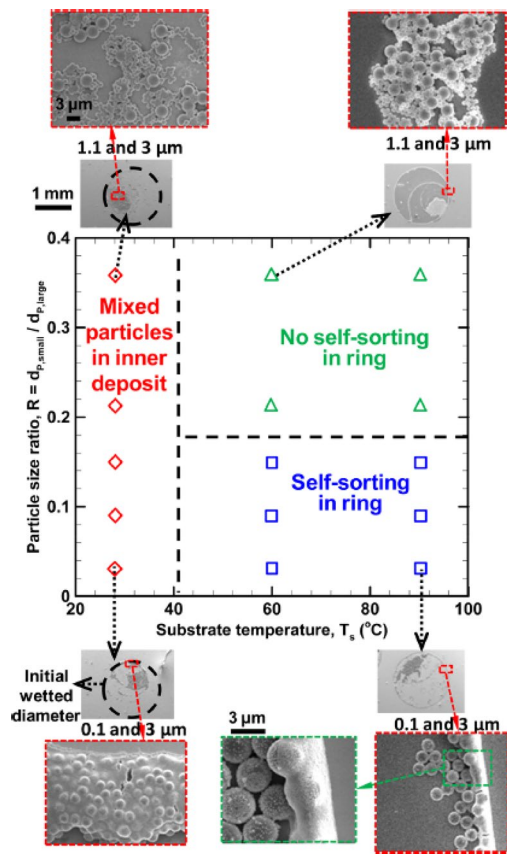 3 μm
1.1 and 3 μm
1.1 and 3 μm
1 mm
0.4
0.3
0.2
0.1
0
Particle size ratio, R = dP,small / dP,large
Mixed
particles
in inner
deposit
No self-sorting
in ring
Self-sorting
in ring
20
40
60
80
100
Substrate temperature, Ts (oC)
Initial
wetted
diameter
0.1 and 3 μm
3 μm
0.1 and 3 μm